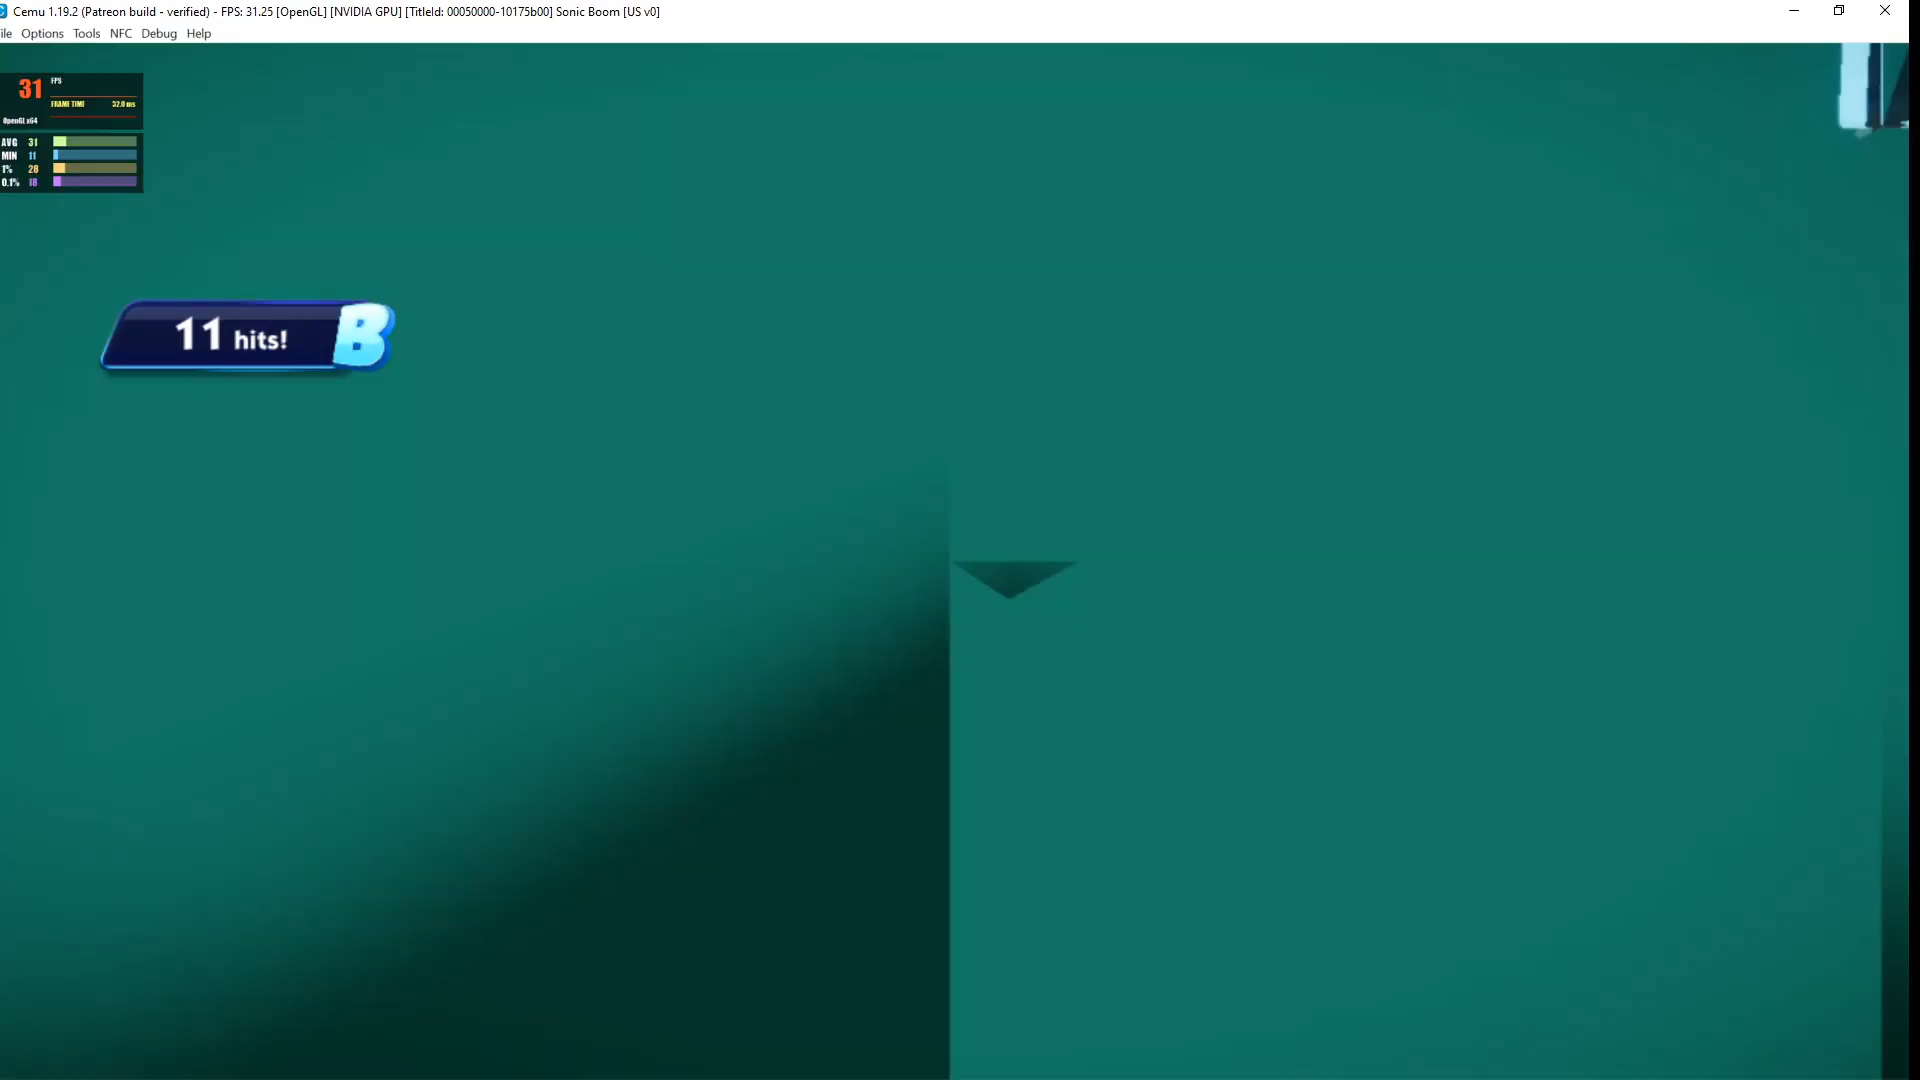 Cemu 1.19.2 (Patreon build - verified) - FPS: 31.25 [OpenGL] [NVIDIA GPU] [TitleId: 00050000-10175b00] Sonic Boom [US v0]
ile Options Tools NFC Debug Help
31 FPS
FRAME TIME 32.0 ms
OpenGL x64
AVG 31
MIN 11
1% 28
0.1% 16
11 hits! B